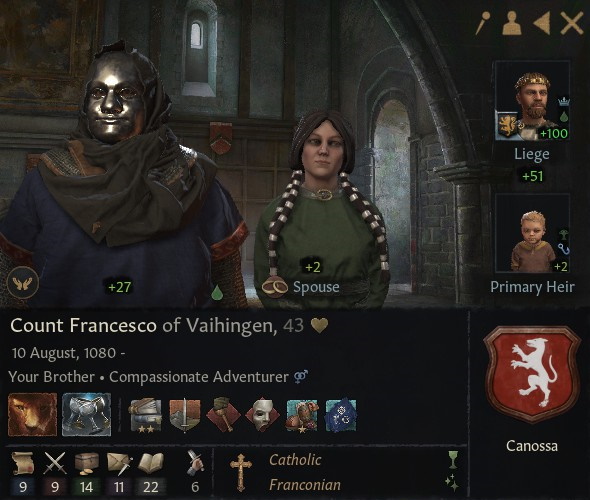 +100
Liege
+51
+2
Primary Heir
+27
+2
Spouse
Count Francesco of Vaihingen, 43
10 August, 1080 -
Your Brother • Compassionate Adventurer
Canossa
9 9 14 11 22 6
Catholic
Franconian